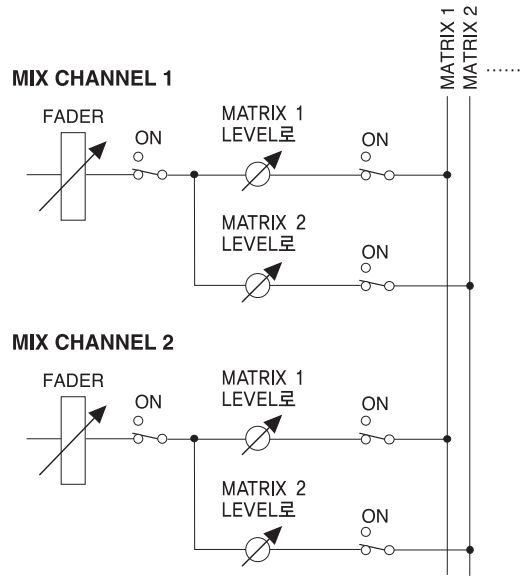 MATRIX 1
MATRIX 2
......
MIX CHANNEL 1
FADER
ON
MATRIX 1
LEVEL로
ON
MATRIX 2
LEVEL로
ON
MIX CHANNEL 2
FADER
ON
MATRIX 1
LEVEL로
ON
MATRIX 2
LEVEL로
ON